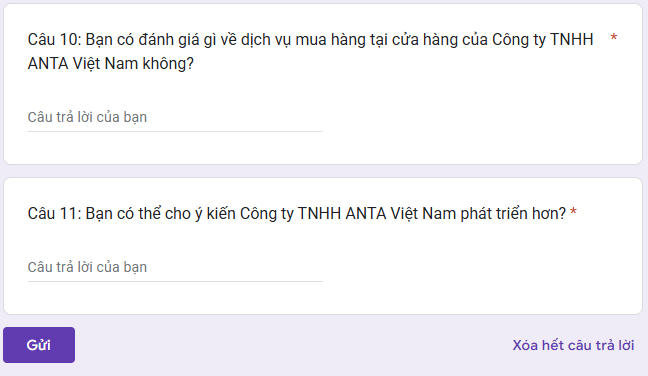 Câu 10: Bạn có đánh giá gì về dịch vụ mua hàng tại cửa hàng của Công ty TNHH *
ANTA Việt Nam không?
Câu trả lời của bạn
Câu 11: Bạn có thể cho ý kiến Công ty TNHH ANTA Việt Nam phát triển hơn? *
Câu trả lời của bạn
Gửi
Xóa hết câu trả lời